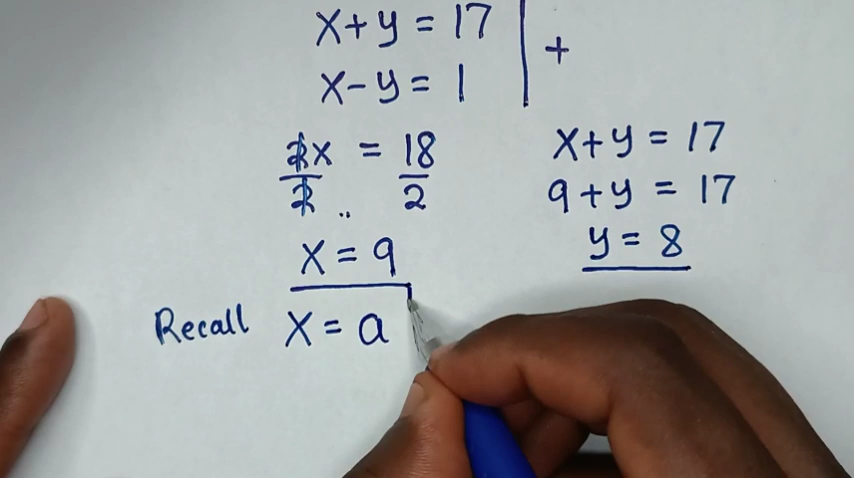 x+y = 17
+
x-y = 1
2x/2 = 18/2
x = 9
x+y = 17
9+y = 17
y = 8
Recall x = a